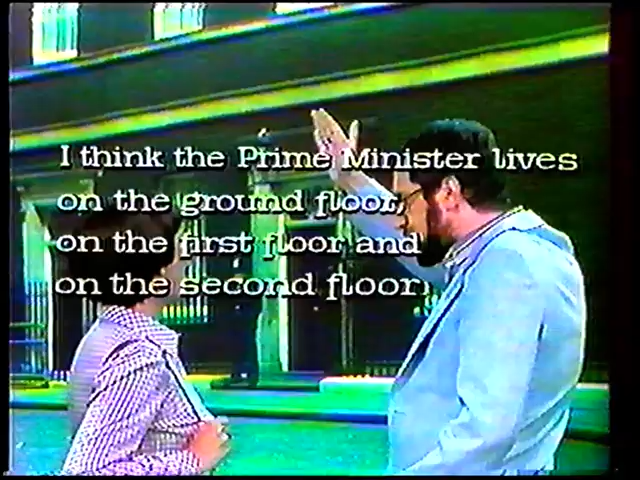 I think the Prime Minister lives
on the ground floor,
on the first floor and
on the second floor.